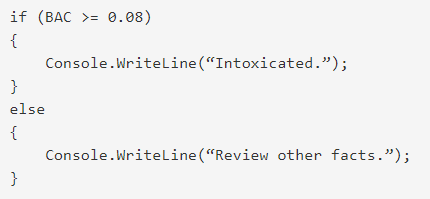 if (BAC >= 0.08)
{
    Console.WriteLine(“Intoxicated.”);
}
else
{
    Console.WriteLine(“Review other facts.”);
}